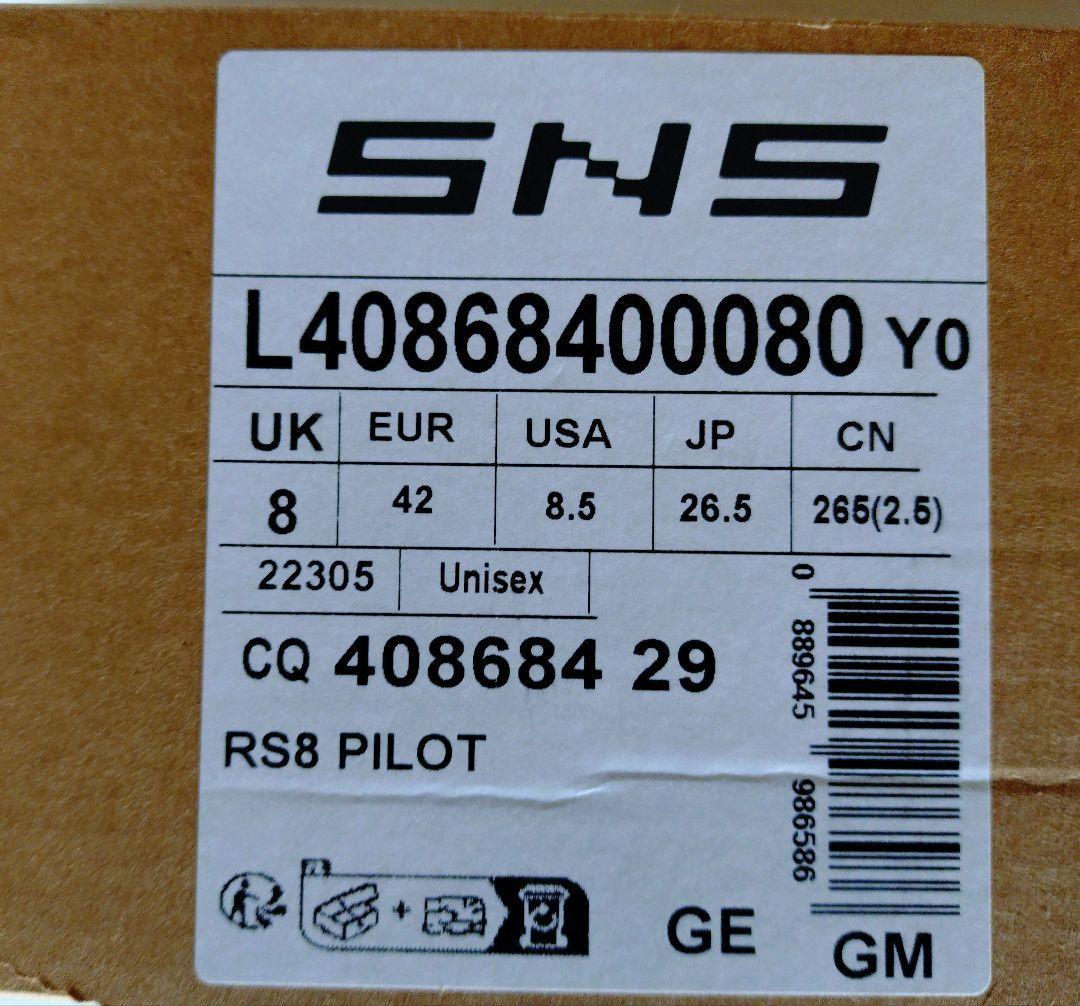 SNS
L40868400080 Y0
UK EUR USA JP CN
8 42 8.5 26.5 265(2.5)
22305 Unisex
CQ 408684 29
RS8 PILOT
0 889645 986586
+
GE GM